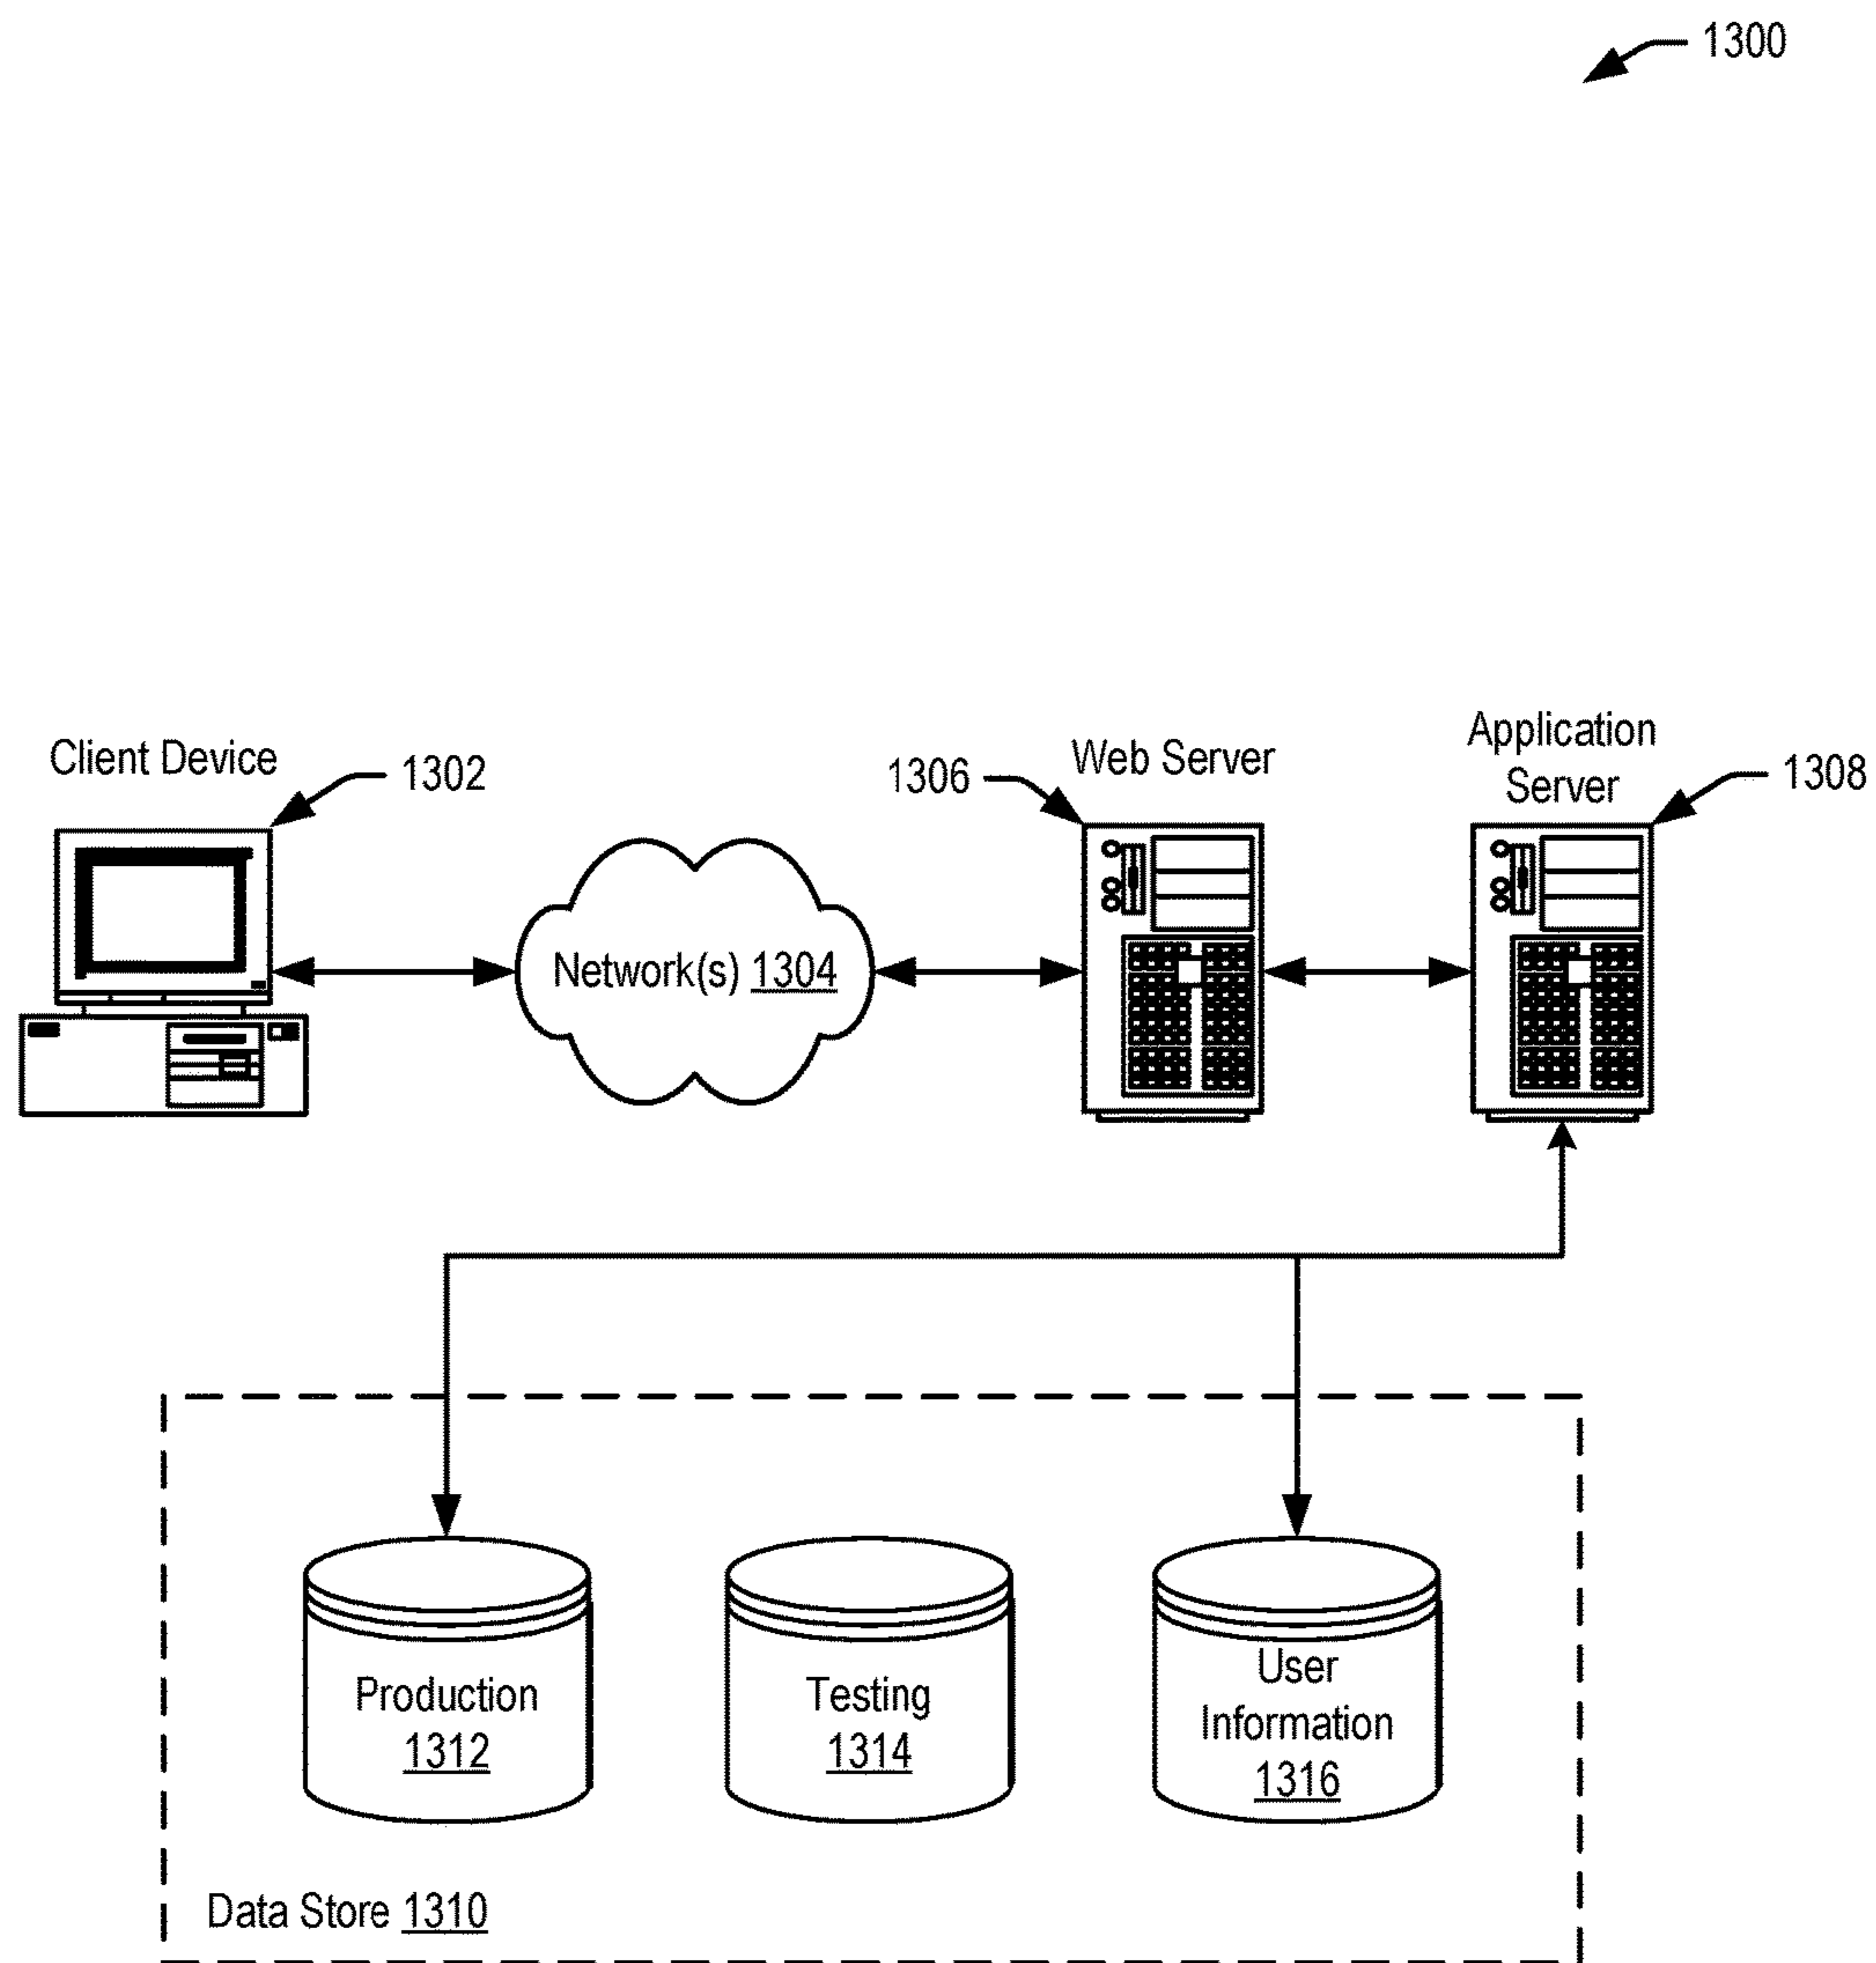 1300
Client Device
1302
1306
Web Server
Application
Server
1308
Network(s) 1304
Production
1312
Testing
1314
User
Information
1316
Data Store 1310